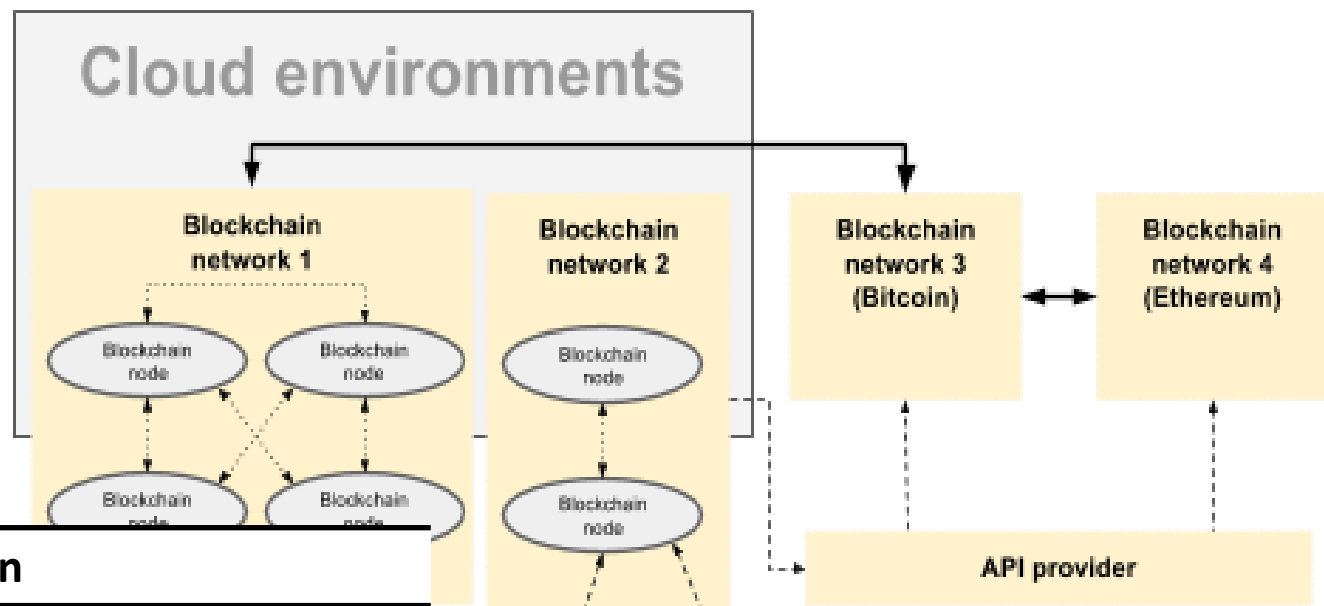 Cloud environments
Blockchain
network 1
Blockchain
network 2
Blockchain
network 3
(Bitcoin)
Blockchain
network 4
(Ethereum)
Blockchain
node
Blockchain
node
Blockchain
node
Blockchain
node
Blockchain
node
Blockchain
node
n
API provider